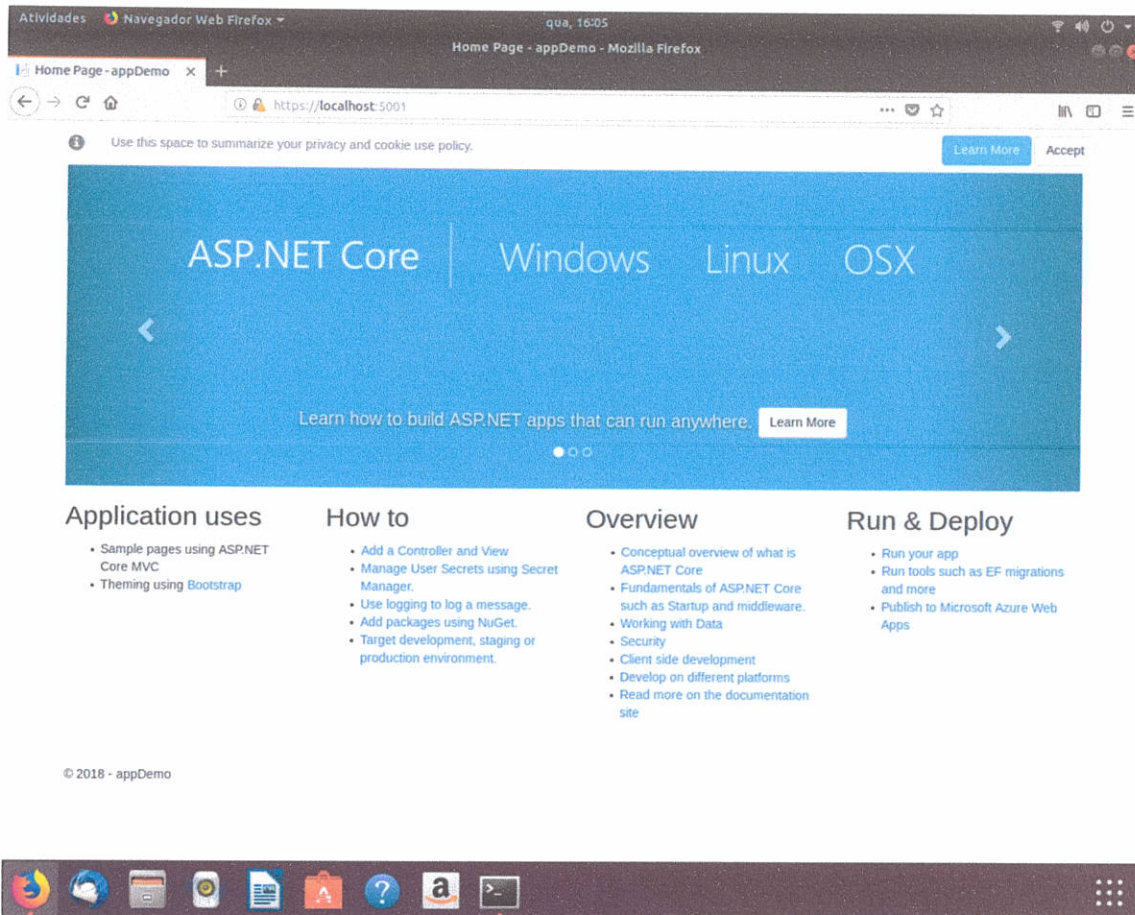 Atividades Navegador Web Firefox qua, 16:05
Home Page - appDemo - Mozilla Firefox
Home Page - appDemo × +
https://localhost:5001
Use this space to summarize your privacy and cookie use policy. Learn More Accept
ASP.NET Core Windows Linux OSX
Learn how to build ASP.NET apps that can run anywhere. Learn More
Application uses
• Sample pages using ASP.NET
Core MVC
• Theming using Bootstrap
How to
• Add a Controller and View
• Manage User Secrets using Secret
Manager.
• Use logging to log a message.
• Add packages using NuGet.
• Target development, staging or
production environment.
Overview
• Conceptual overview of what is
ASP.NET Core
• Fundamentals of ASP.NET Core
such as Startup and middleware.
• Working with Data
• Security
• Client side development
• Develop on different platforms
• Read more on the documentation
site
Run & Deploy
• Run your app
• Run tools such as EF migrations
and more
• Publish to Microsoft Azure Web
Apps
© 2018 - appDemo